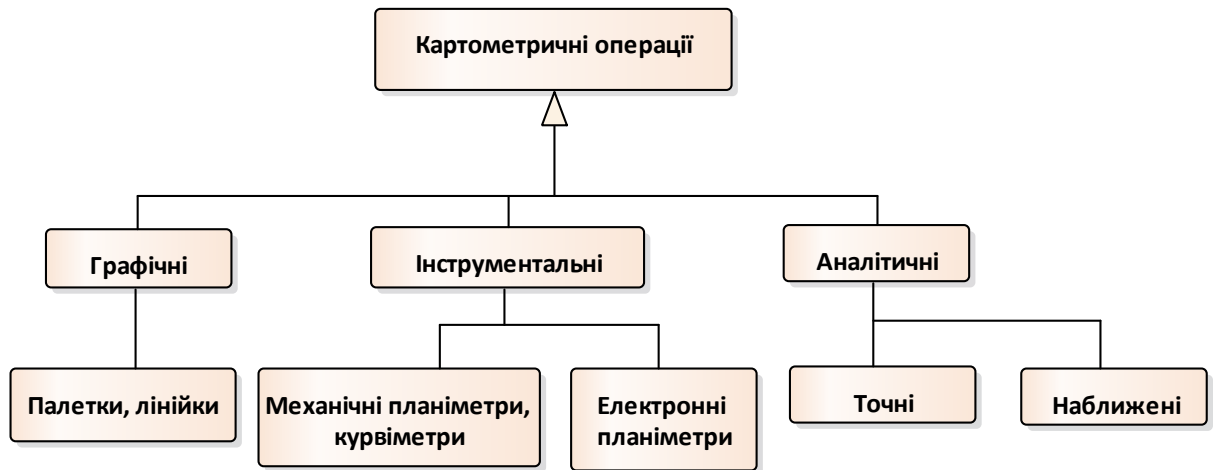 Картометричні операції
Графічні
Інструментальні
Аналітичні
Палетки, лінійки
Механічні планіметри,
курвіметри
Електронні
планіметри
Точні
Наближені